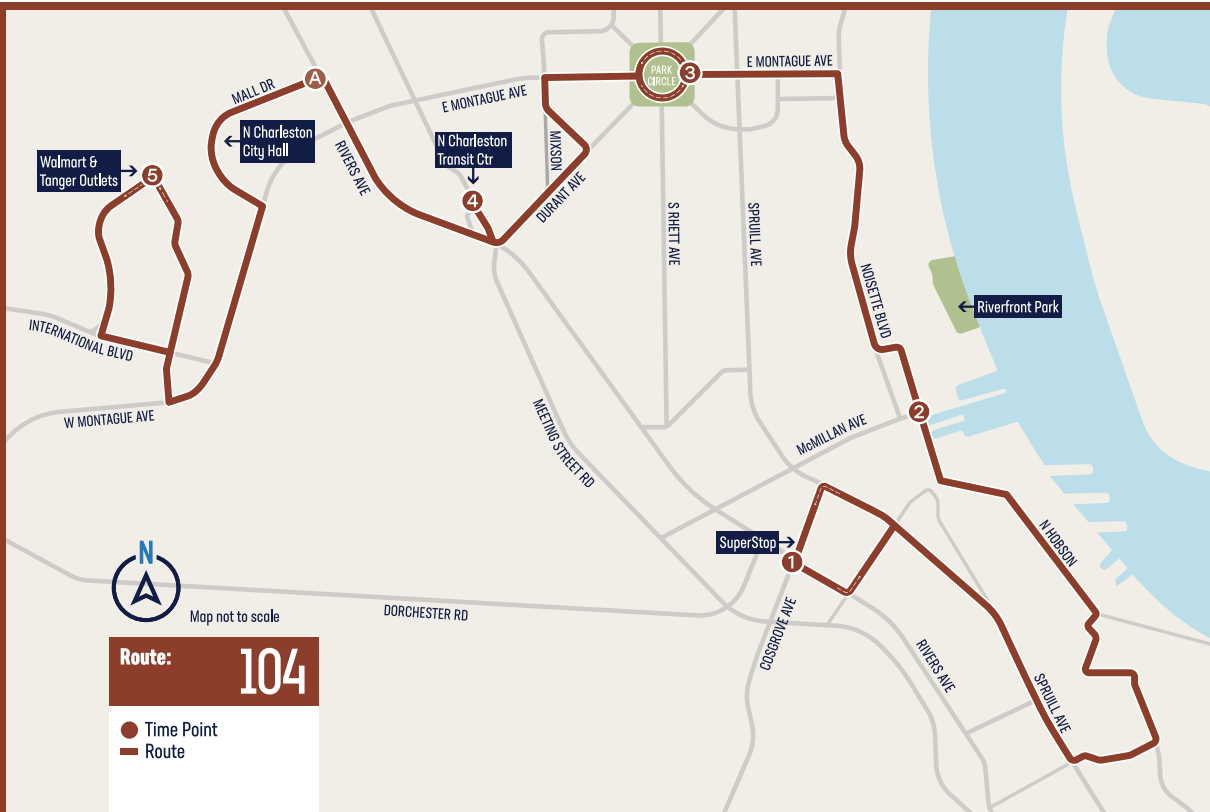 E MONTAGUE AVE
PARK
CIRCLE
3
MALL DR
A
E MONTAGUE AVE
N Charleston
City Hall
N Charleston
Transit Ctr
MIXSON
Walmart &
Tanger Outlets
5
RIVERS AVE
4
DURANT AVE
S RHETT AVE
SPRUILL AVE
NOISETTE BLVD
Riverfront Park
INTERNATIONAL BLVD
W MONTAGUE AVE
2
McMILLAN AVE
MEETING STREET RD
N HOBSON
SuperStop
1
N
Map not to scale
DORCHESTER RD
COSGROVE AVE
RIVERS AVE
SPRUILL AVE
Route:
104
Time Point
Route